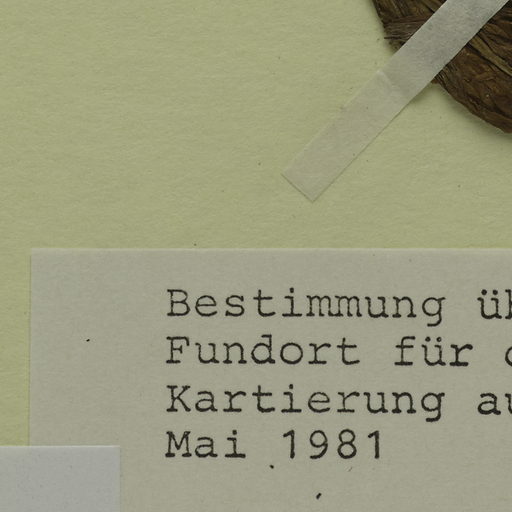 Bestimmung
Fundort für
Kartierung
Mai 1981